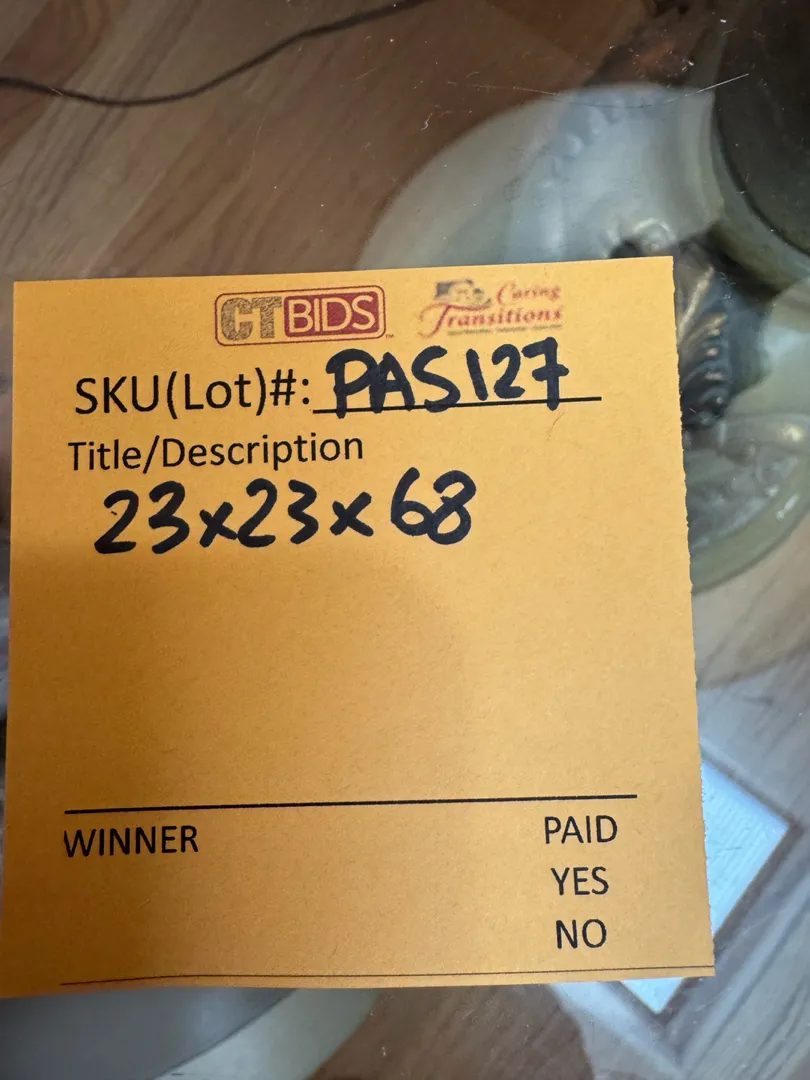 CTBIDS Caring
Transitions
SKU(Lot)#: PAS127
Title/Description
23x23x68
WINNER PAID
YES
NO